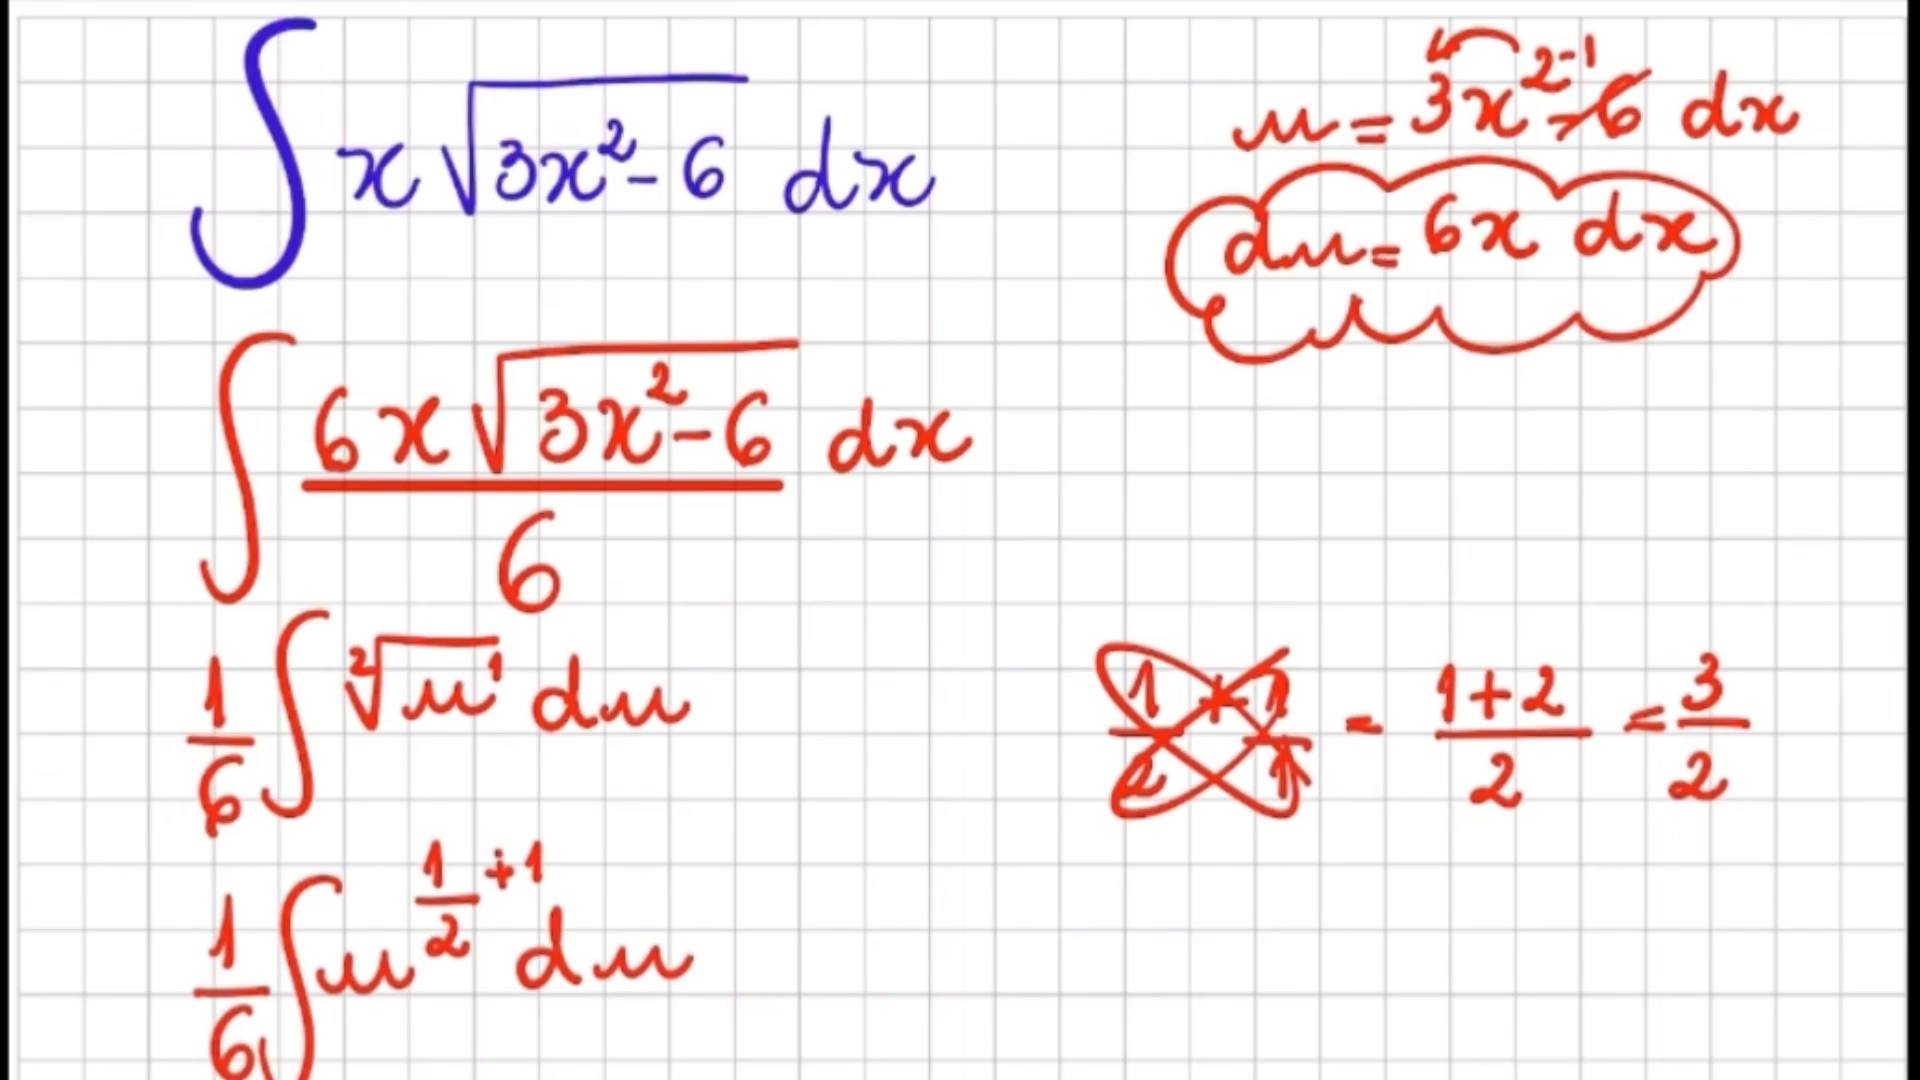 ∫ x √(3x² - 6) dx
u = 3x²⁻¹ - 6 dx
du = 6x dx
∫ (6x √(3x² - 6))/6 dx
1/6 ∫ ²√(u¹) du
1/2 + 1/1 = (1+2)/2 = 3/2
1/6 ∫ u^(1/2 + 1) du